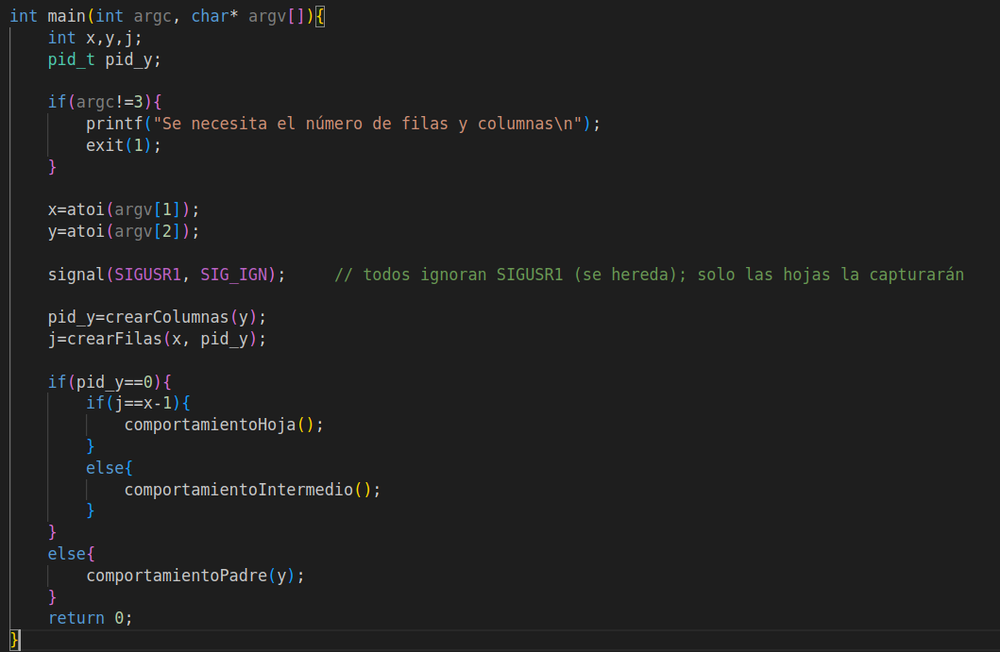 int main(int argc, char* argv[]){
    int x,y,j;
    pid_t pid_y;

    if(argc!=3){
        printf("Se necesita el número de filas y columnas\n");
        exit(1);
    }

    x=atoi(argv[1]);
    y=atoi(argv[2]);

    signal(SIGUSR1, SIG_IGN);     // todos ignoran SIGUSR1 (se hereda); solo las hojas la capturarán

    pid_y=crearColumnas(y);
    j=crearFilas(x, pid_y);

    if(pid_y==0){
        if(j==x-1){
            comportamientoHoja();
        }
        else{
            comportamientoIntermedio();
        }
    }
    else{
        comportamientoPadre(y);
    }
    return 0;
}